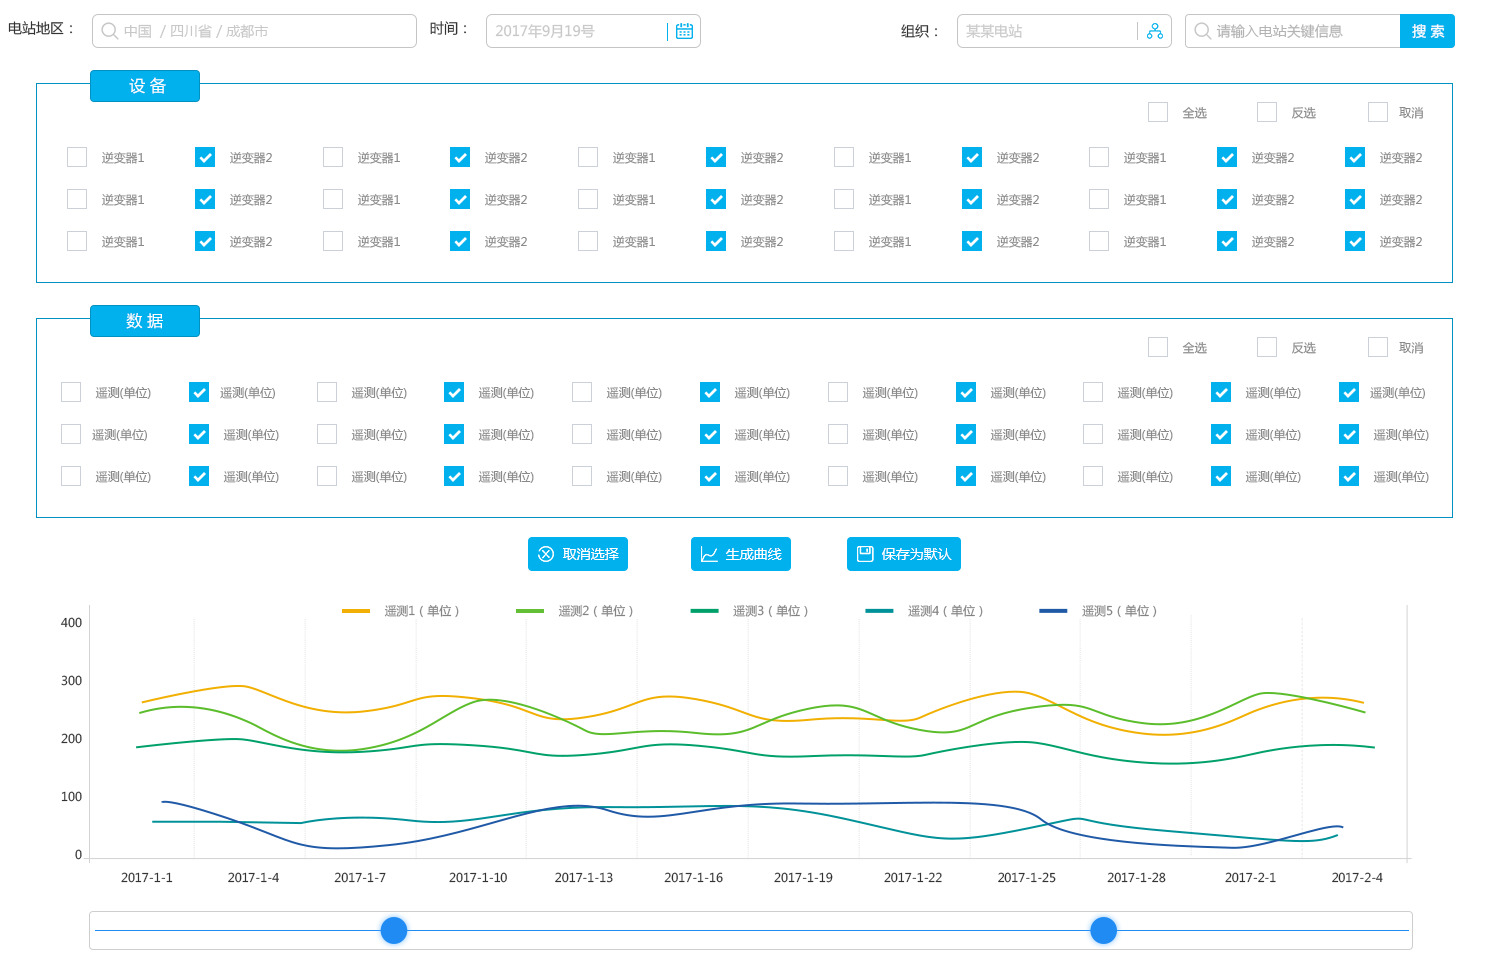 电站地区： 中国 / 四川省 / 成都市 时间： 2017年9月19号 组织： 某某电站 请输入电站关键信息 搜 索
设 备
全选 反选 取消
逆变器1 逆变器2 逆变器1 逆变器2 逆变器1 逆变器2 逆变器1 逆变器2 逆变器1 逆变器2 逆变器2
逆变器1 逆变器2 逆变器1 逆变器2 逆变器1 逆变器2 逆变器1 逆变器2 逆变器1 逆变器2 逆变器2
逆变器1 逆变器2 逆变器1 逆变器2 逆变器1 逆变器2 逆变器1 逆变器2 逆变器1 逆变器2 逆变器2
数 据
全选 反选 取消
遥测(单位) 遥测(单位) 遥测(单位) 遥测(单位) 遥测(单位) 遥测(单位) 遥测(单位) 遥测(单位) 遥测(单位) 遥测(单位) 遥测(单位)
遥测(单位) 遥测(单位) 遥测(单位) 遥测(单位) 遥测(单位) 遥测(单位) 遥测(单位) 遥测(单位) 遥测(单位) 遥测(单位) 遥测(单位)
遥测(单位) 遥测(单位) 遥测(单位) 遥测(单位) 遥测(单位) 遥测(单位) 遥测(单位) 遥测(单位) 遥测(单位) 遥测(单位) 遥测(单位)
取消选择 生成曲线 保存为默认
遥测1（单位） 遥测2（单位） 遥测3（单位） 遥测4（单位） 遥测5（单位）
400
300
200
100
0
2017-1-1 2017-1-4 2017-1-7 2017-1-10 2017-1-13 2017-1-16 2017-1-19 2017-1-22 2017-1-25 2017-1-28 2017-2-1 2017-2-4